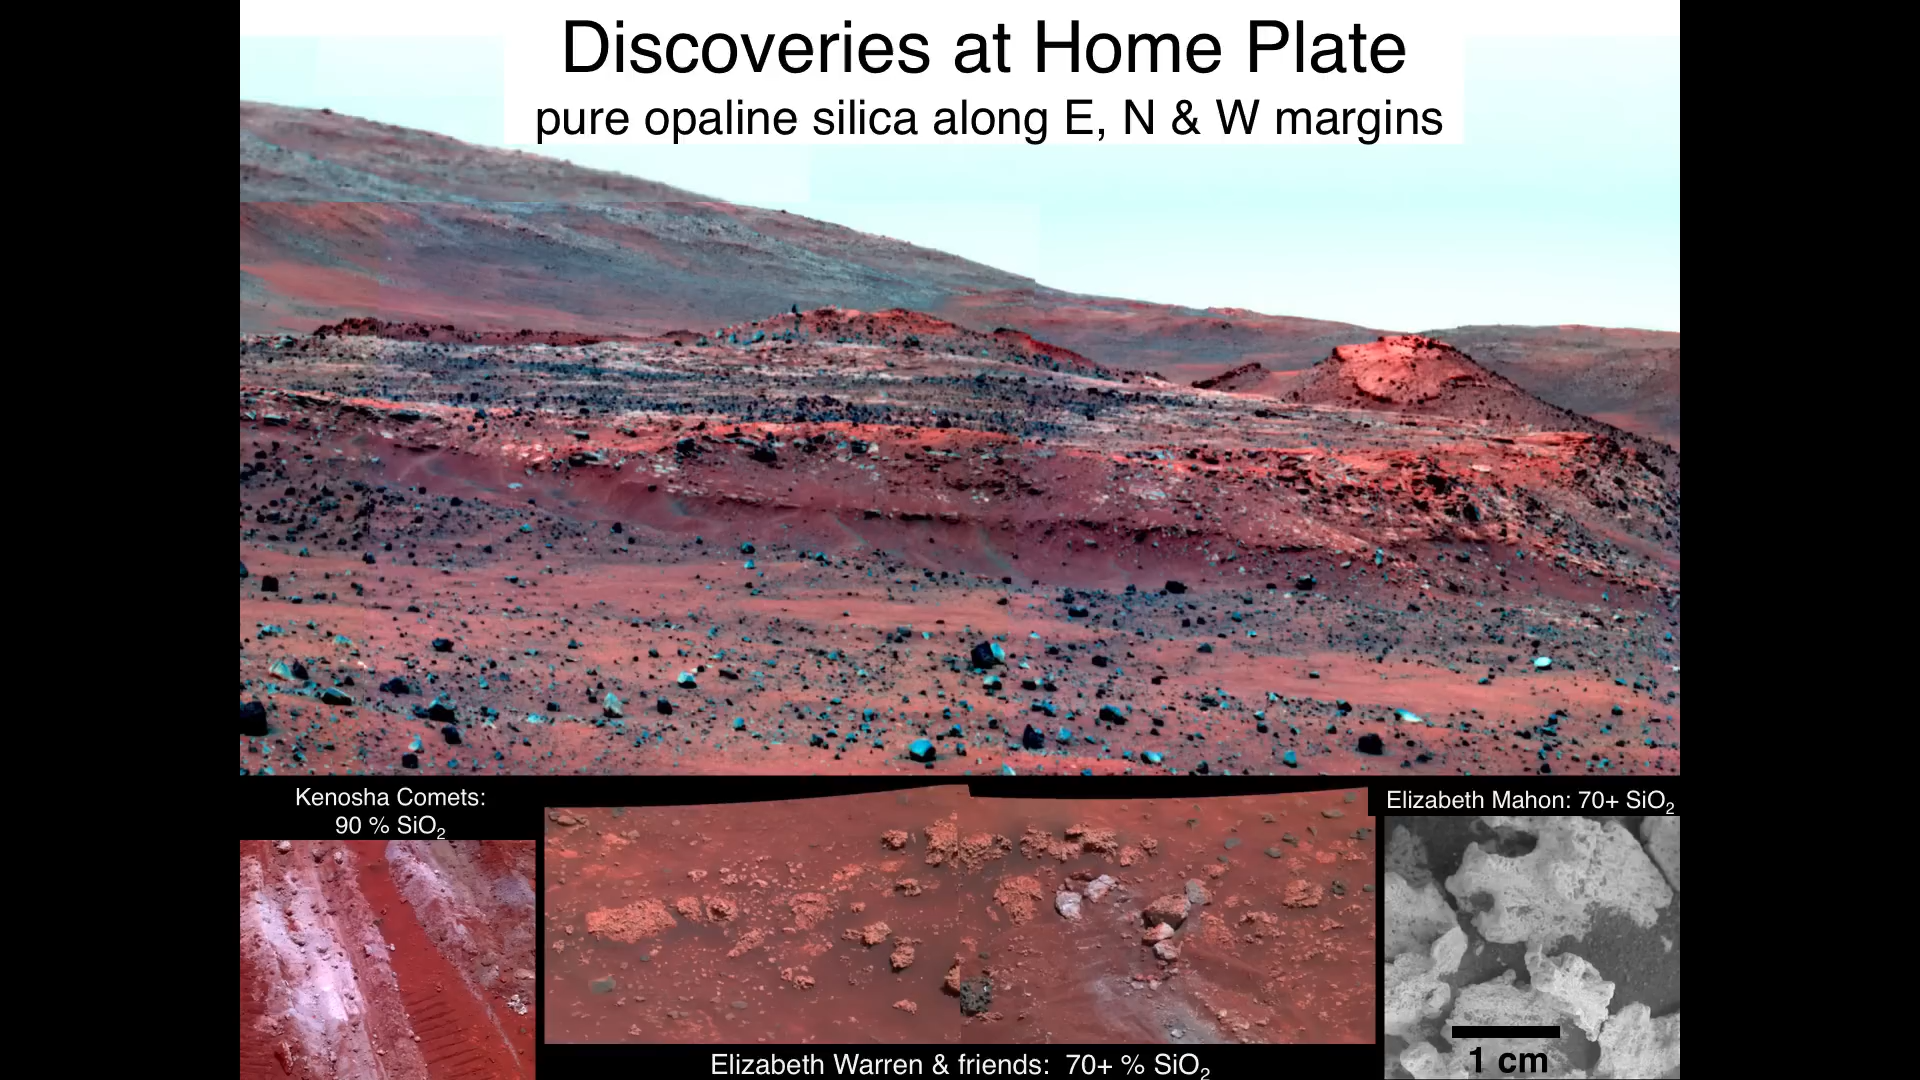 Discoveries at Home Plate
pure opaline silica along E, N & W margins
Kenosha Comets:
90 % SiO₂
Elizabeth Mahon: 70+ SiO₂
1 cm
Elizabeth Warren & friends:  70+ % SiO₂